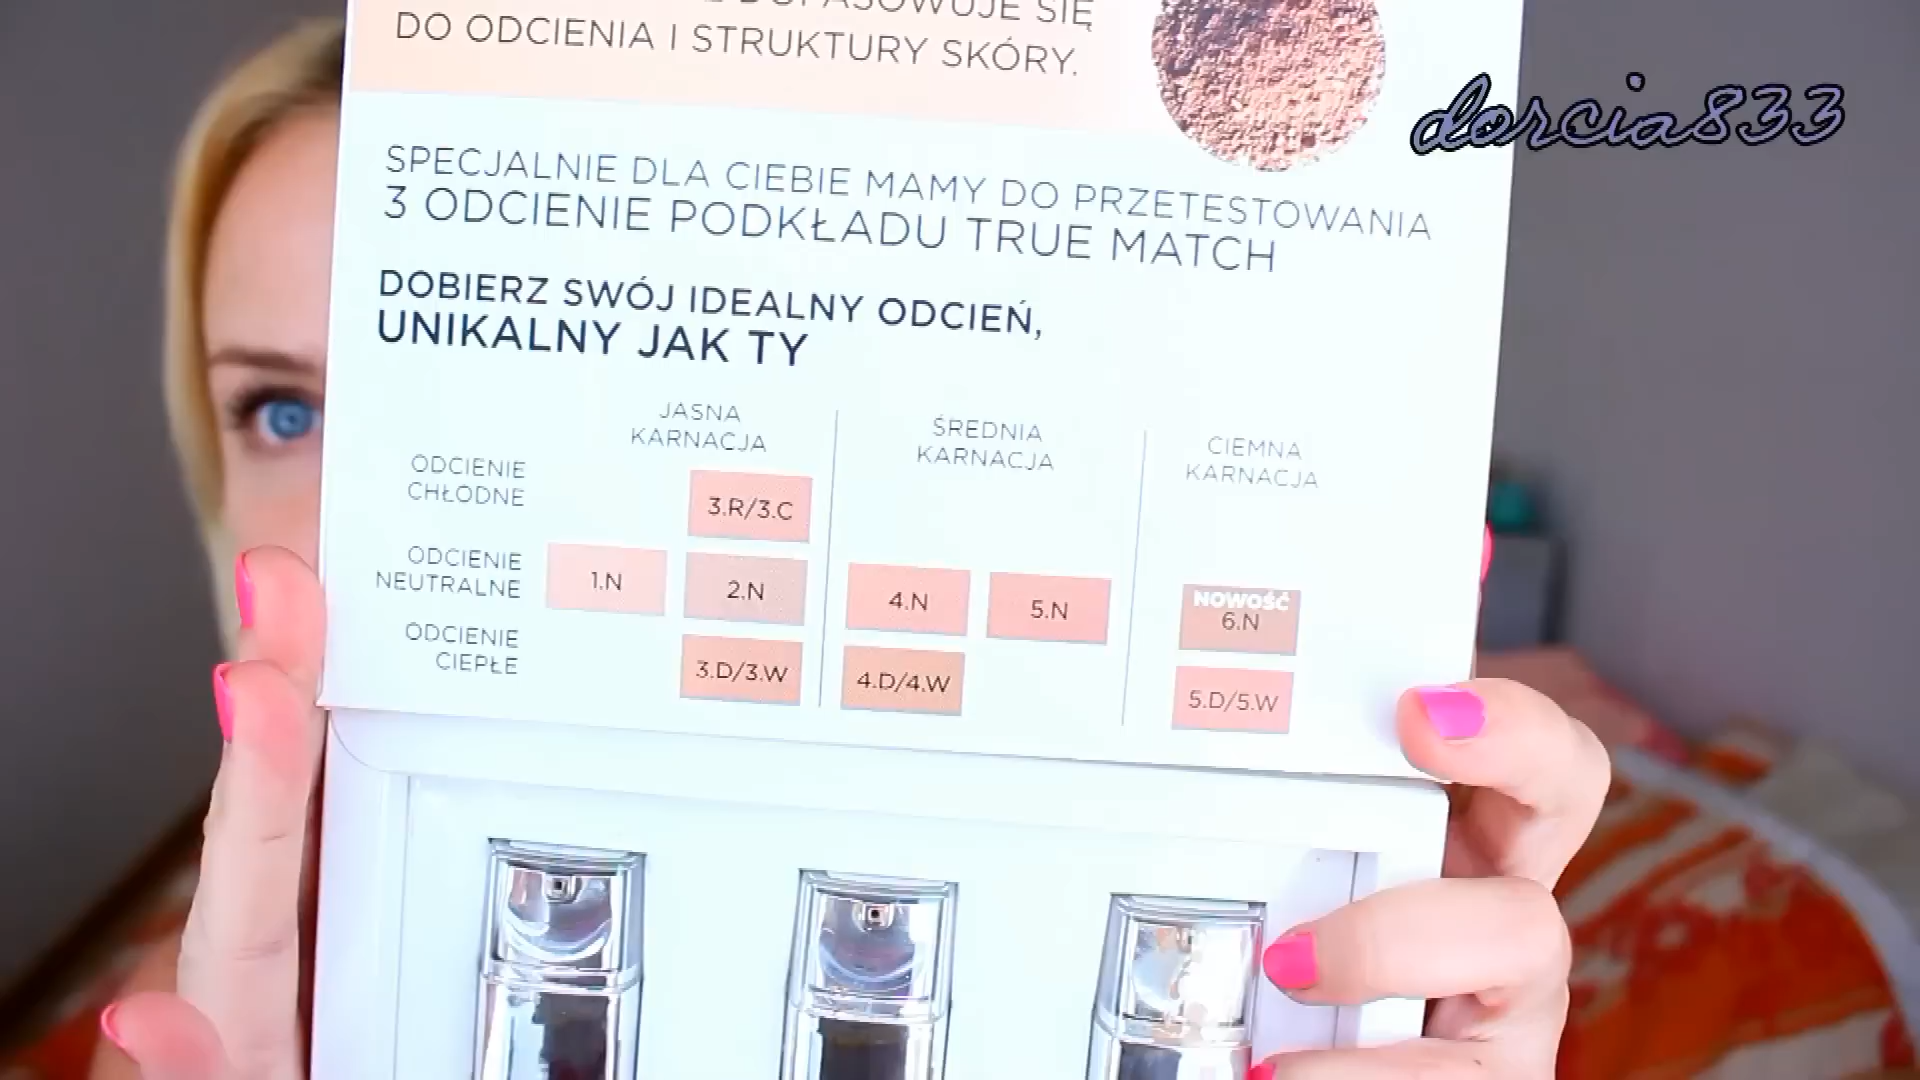 DOPASOWUJE SIĘ
DO ODCIENIA I STRUKTURY SKÓRY.
dorcia833
SPECJALNIE DLA CIEBIE MAMY DO PRZETESTOWANIA
3 ODCIENIE PODKŁADU TRUE MATCH
DOBIERZ SWÓJ IDEALNY ODCIEŃ,
UNIKALNY JAK TY
JASNA
KARNACJA
ŚREDNIA
KARNACJA
CIEMNA
KARNACJA
ODCIENIE
CHŁODNE
3.R/3.C
ODCIENIE
NEUTRALNE
1.N
2.N
4.N
5.N
NOWOŚĆ
6.N
ODCIENIE
CIEPŁE
3.D/3.W
4.D/4.W
5.D/5.W